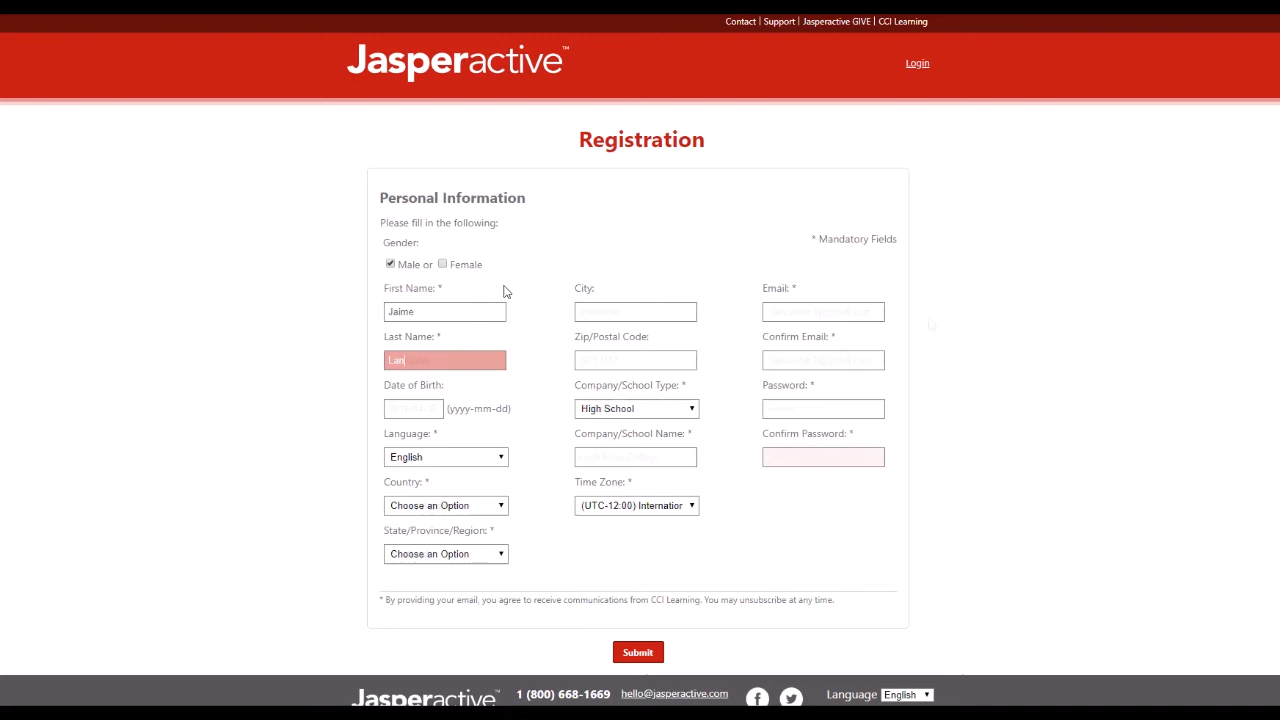 Contact | Support | Jasperactive GIVE | CCI Learning
Jasperactive™
Login
Registration
Personal Information
Please fill in the following:
* Mandatory Fields
Gender:
Male or Female
First Name: *
Jaime
Last Name: *
Lan
Date of Birth:
(yyyy-mm-dd)
Language: *
English
Country: *
Choose an Option
State/Province/Region: *
Choose an Option
City:
Zip/Postal Code:
Company/School Type: *
High School
Company/School Name: *
Time Zone: *
(UTC-12:00) Internation
Email: *
Confirm Email: *
Password: *
Confirm Password: *
* By providing your email, you agree to receive communications from CCI Learning. You may unsubscribe at any time.
Submit
Jasperactive™
1 (800) 668-1669
hello@jasperactive.com
Language English